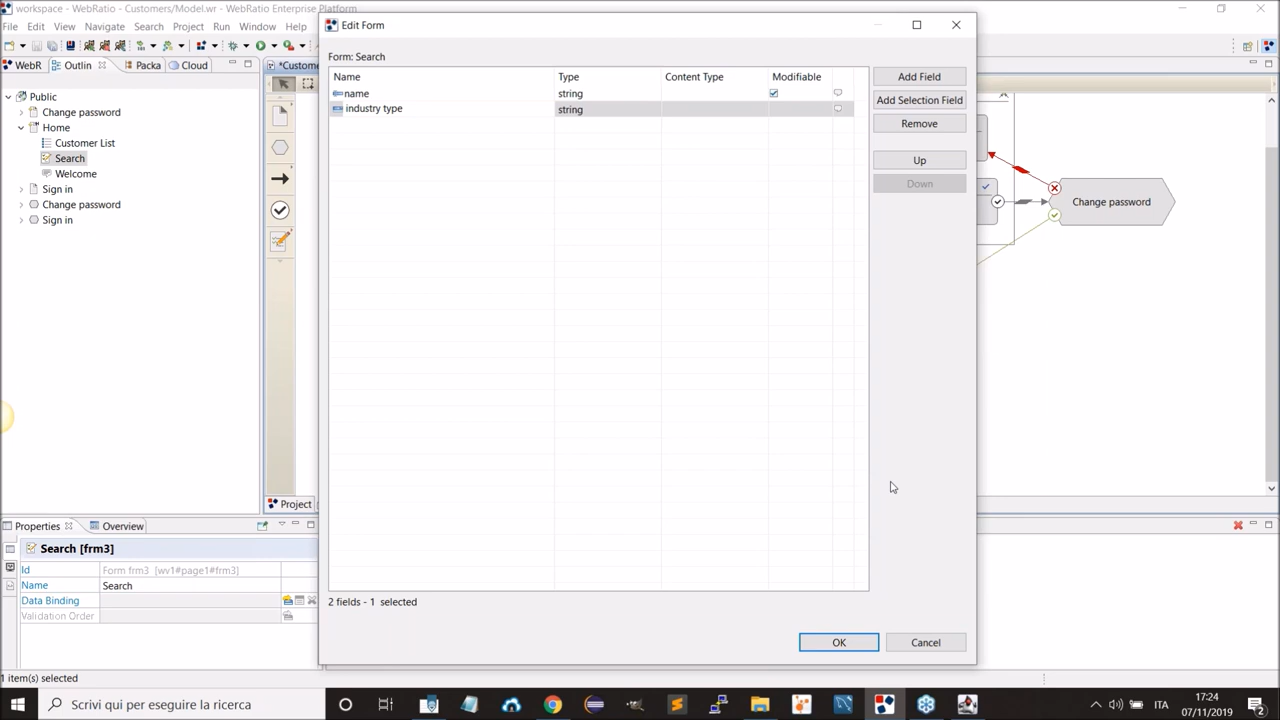 workspace - WebRatio - Customers/Model.wr - WebRatio Enterprise Platform
File Edit View Navigate Search Project Run Window Help
WebR Outlin Packa Cloud *Custome
Edit Form
Form: Search
Name Type Content Type Modifiable
name string
industry type string
Add Field
Add Selection Field
Remove
Up
Down
2 fields - 1 selected
OK Cancel
Public
Change password
Home
Customer List
Search
Welcome
Sign in
Change password
Sign in
Change password
Project
Properties Overview
Search [frm3]
Id Form frm3 [wv1#page1#frm3]
Name Search
Data Binding
Validation Order
1 item(s) selected
Scrivi qui per eseguire la ricerca
ITA
17:24
07/11/2019
2